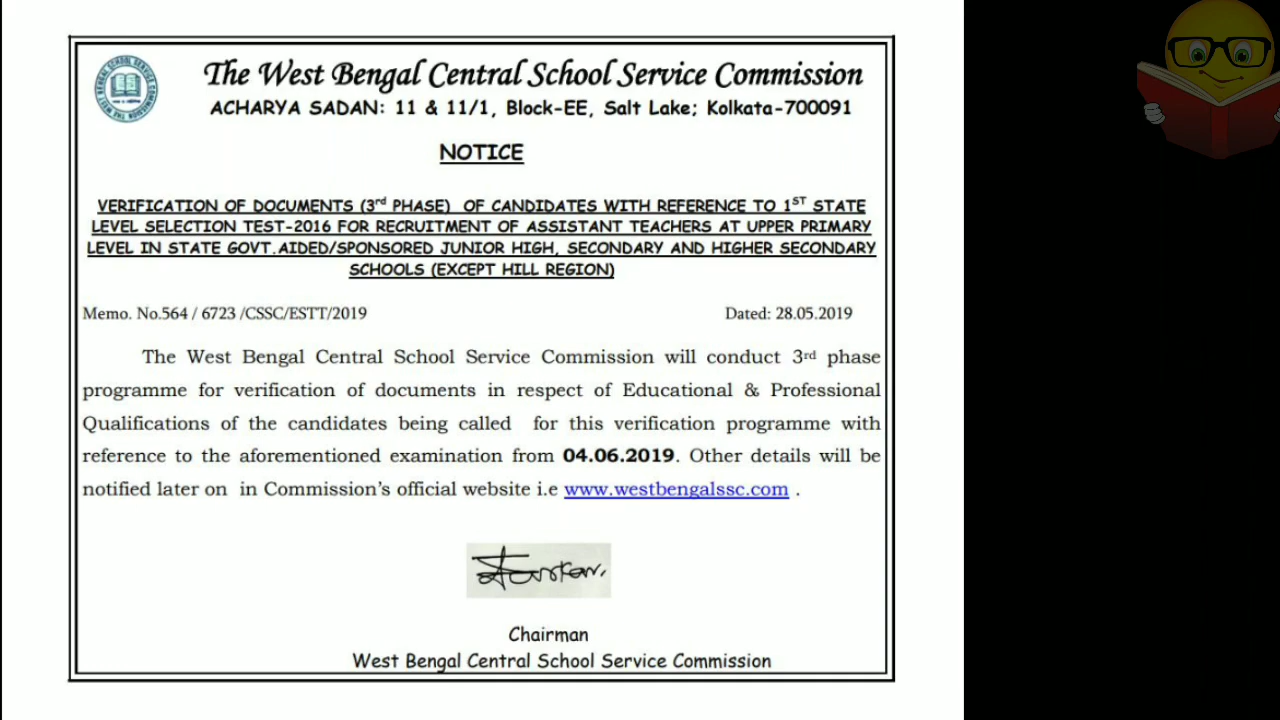 The West Bengal Central School Service Commission
ACHARYA SADAN: 11 & 11/1, Block-EE, Salt Lake; Kolkata-700091
NOTICE
VERIFICATION OF DOCUMENTS (3rd PHASE) OF CANDIDATES WITH REFERENCE TO 1ST STATE
LEVEL SELECTION TEST-2016 FOR RECRUITMENT OF ASSISTANT TEACHERS AT UPPER PRIMARY
LEVEL IN STATE GOVT.AIDED/SPONSORED JUNIOR HIGH, SECONDARY AND HIGHER SECONDARY
SCHOOLS (EXCEPT HILL REGION)
Memo. No.564 / 6723 /CSSC/ESTT/2019 Dated: 28.05.2019
The West Bengal Central School Service Commission will conduct 3rd phase
programme for verification of documents in respect of Educational & Professional
Qualifications of the candidates being called for this verification programme with
reference to the aforementioned examination from 04.06.2019. Other details will be
notified later on in Commission's official website i.e www.westbengalssc.com .
Chairman
West Bengal Central School Service Commission